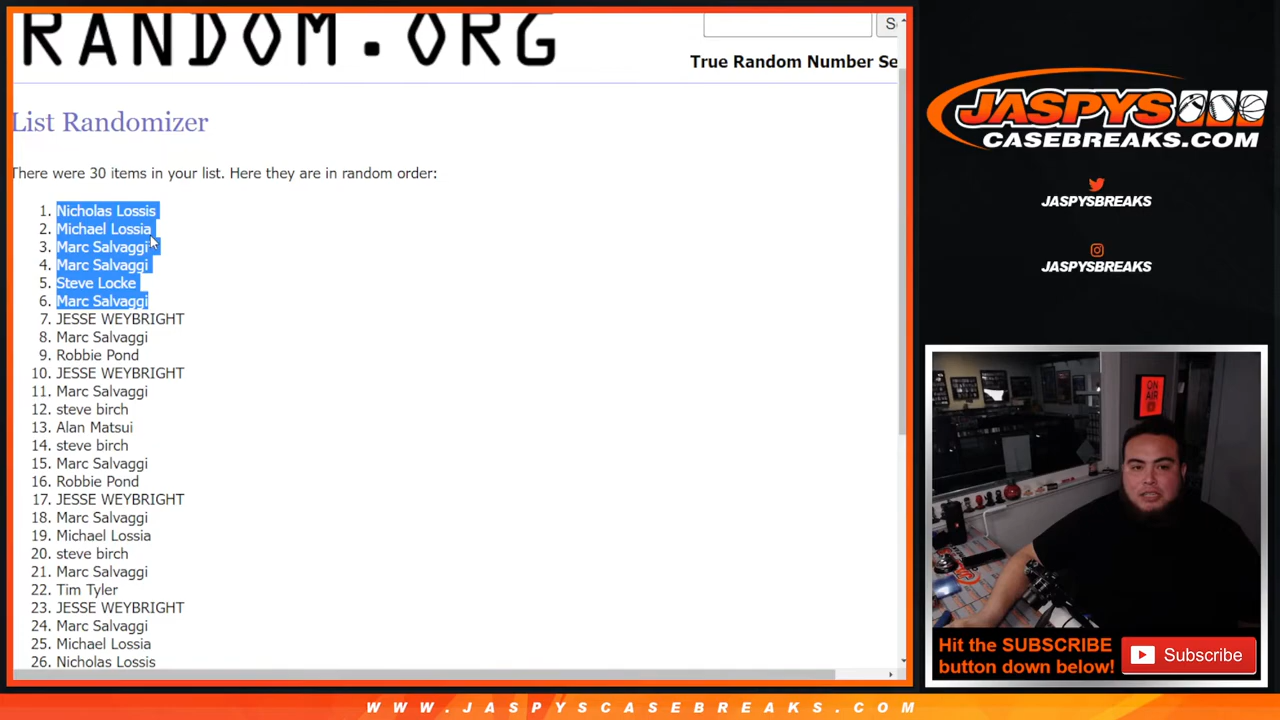 RANDOM.ORG
True Random Number Se
List Randomizer
There were 30 items in your list. Here they are in random order:
1. Nicholas Lossis
2. Michael Lossia
3. Marc Salvaggi
4. Marc Salvaggi
5. Steve Locke
6. Marc Salvaggi
7. JESSE WEYBRIGHT
8. Marc Salvaggi
9. Robbie Pond
10. JESSE WEYBRIGHT
11. Marc Salvaggi
12. steve birch
13. Alan Matsui
14. steve birch
15. Marc Salvaggi
16. Robbie Pond
17. JESSE WEYBRIGHT
18. Marc Salvaggi
19. Michael Lossia
20. steve birch
21. Marc Salvaggi
22. Tim Tyler
23. JESSE WEYBRIGHT
24. Marc Salvaggi
25. Michael Lossia
26. Nicholas Lossis
JASPYS
CASEBREAKS.COM
JASPYSBREAKS
JASPYSBREAKS
ON
AIR
Hit the SUBSCRIBE
button down below!
Subscribe
WWW.JASPYSCASEBREAKS.COM